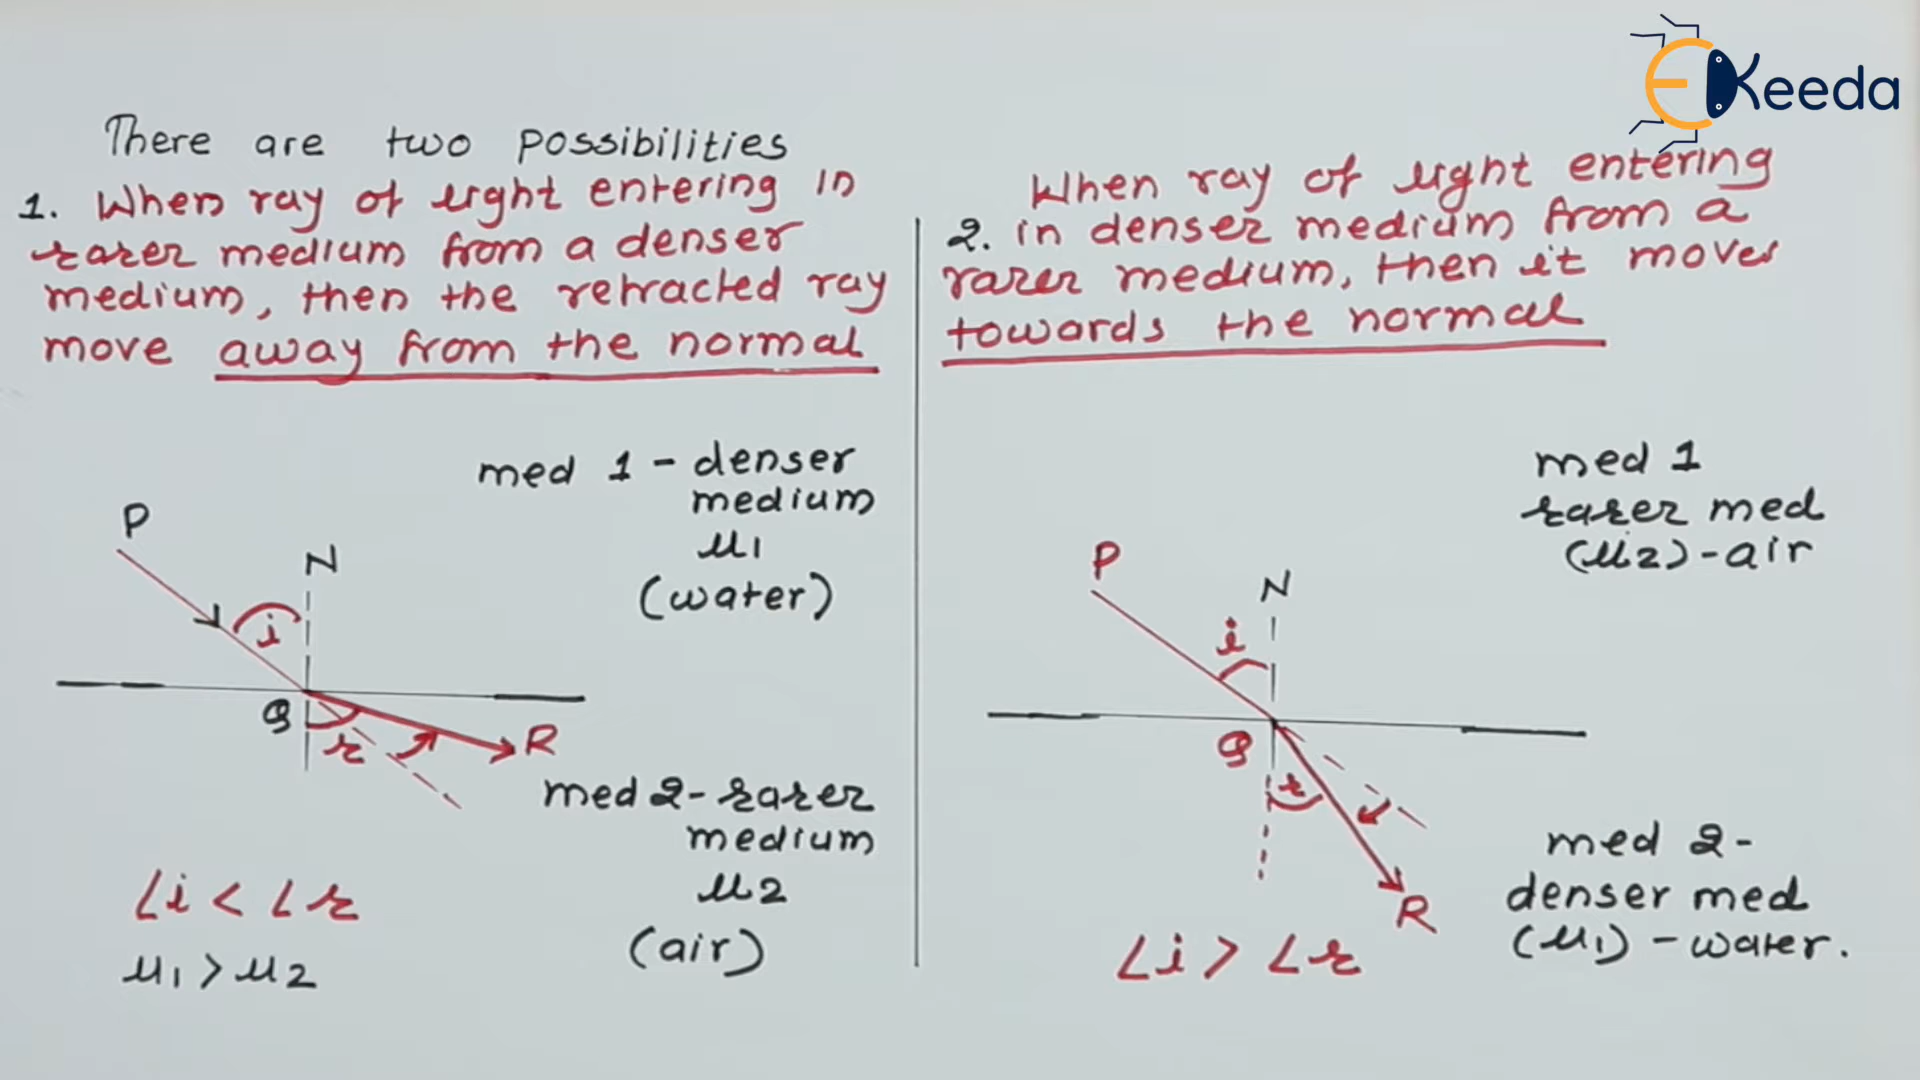 EKeeda
There are two possibilities
1. When ray of light entering in
rarer medium from a denser
medium, then the refracted ray
move away from the normal
med 1 - denser
medium
μ1
(water)
P
N
i
Q
r
R
med 2 - rarer
medium
μ2
(air)
∠i < ∠r
μ1 > μ2
When ray of light entering
2. in denser medium from a
rarer medium, then it moves
towards the normal
med 1
rarer med
(μ2) - air
P
N
i
Q
r
R
med 2 -
denser med
(μ1) - water.
∠i > ∠r